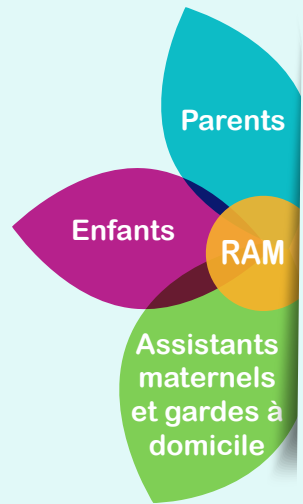 Parents
Enfants
RAM
Assistants
maternels
et gardes à
domicile